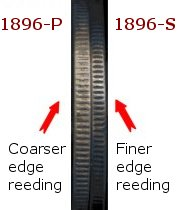 1896-P
1896-S
Coarser
edge
reeding
Finer
edge
reeding